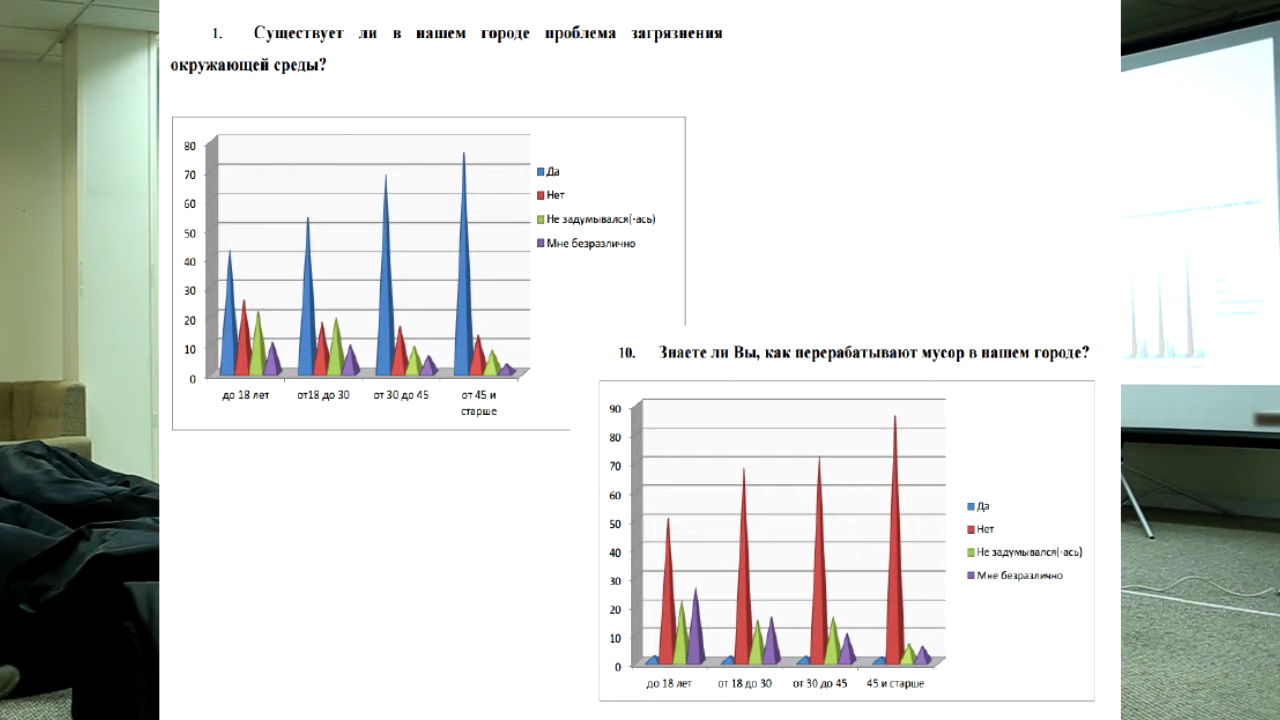 1. Существует ли в нашем городе проблема загрязнения
окружающей среды?
80
70
60
50
40
30
20
10
0
до 18 лет
от18 до 30
от 30 до 45
от 45 и
старше
Да
Нет
Не задумывался(-ась)
Мне безразлично
10. Знаете ли Вы, как перерабатывают мусор в нашем городе?
90
80
70
60
50
40
30
20
10
0
до 18 лет
от 18 до 30
от 30 до 45
45 и старше
Да
Нет
Не задумывался(-ась)
Мне безразлично